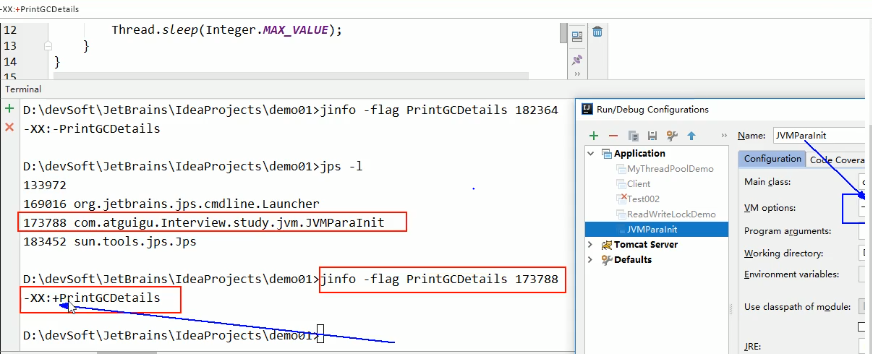 -XX:+PrintGCDetails
12 Thread.sleep(Integer.MAX_VALUE);
13 }
14 }
15
Terminal
D:\devSoft\JetBrains\IdeaProjects\demo01>jinfo -flag PrintGCDetails 182364
-XX:-PrintGCDetails
D:\devSoft\JetBrains\IdeaProjects\demo01>jps -l
133972
169016 org.jetbrains.jps.cmdline.Launcher
173788 com.atguigu.Interview.study.jvm.JVMParaInit
183452 sun.tools.jps.Jps
D:\devSoft\JetBrains\IdeaProjects\demo01>jinfo -flag PrintGCDetails 173788
-XX:+PrintGCDetails
D:\devSoft\JetBrains\IdeaProjects\demo01>
Run/Debug Configurations
Application
MyThreadPoolDemo
Client
Test002
ReadWriteLockDemo
JVMParaInit
Tomcat Server
Defaults
Name: JVMParaInit
Configuration Code Covera
Main class:
VM options:
Program arguments:
Working directory:
Environment variables:
Use classpath of module:
JRE: